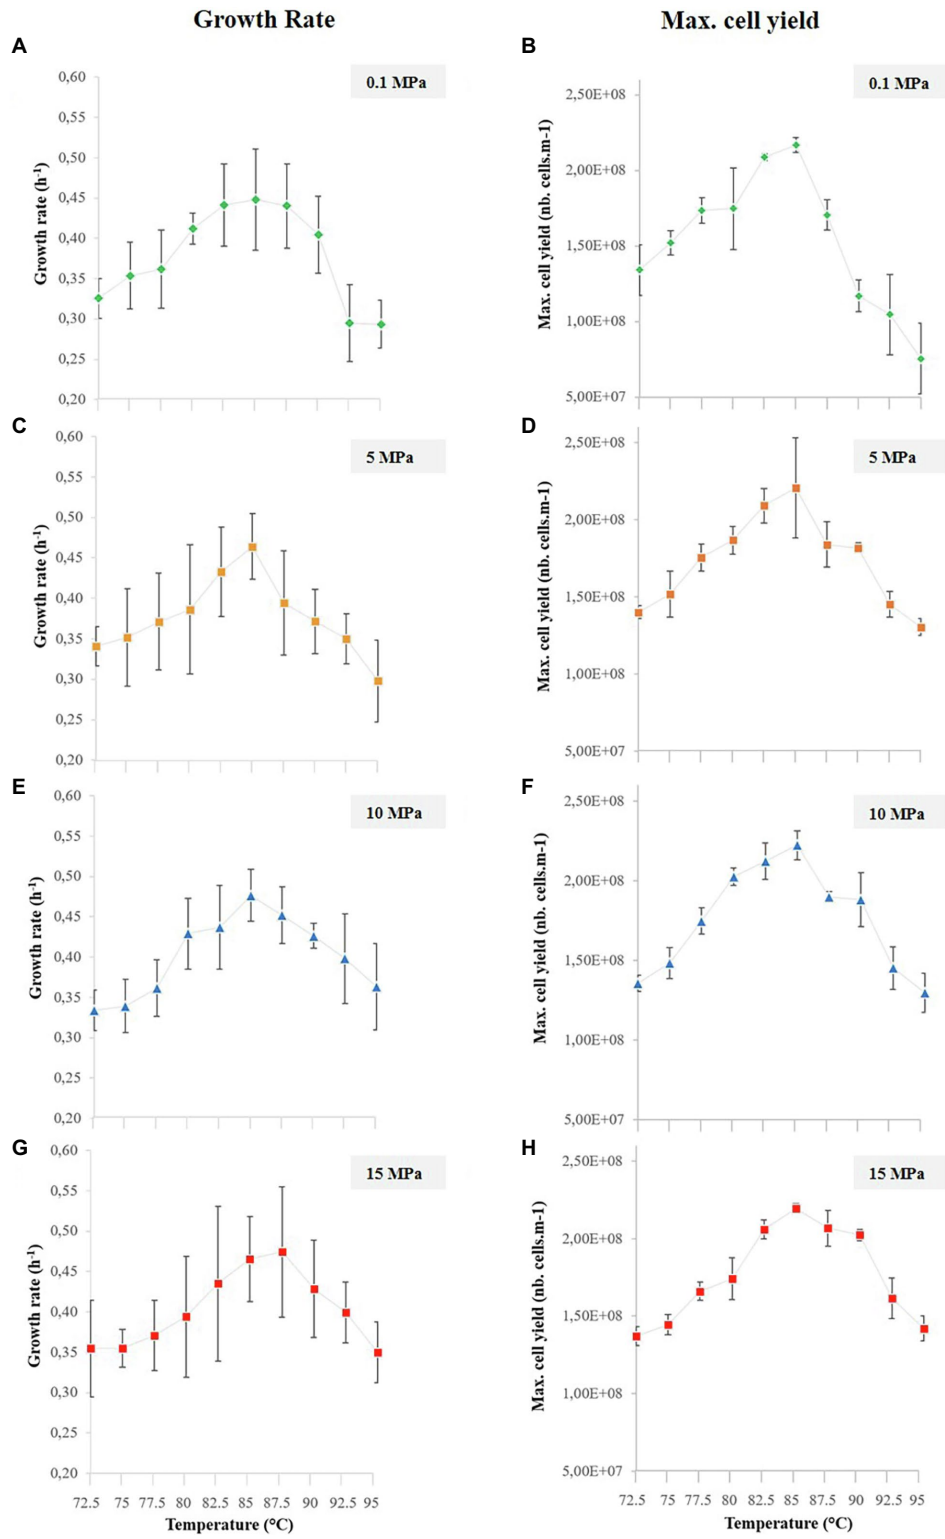 Growth Rate
Max. cell yield
A
0.1 MPa
Growth rate (h-1)
0,60
0,55
0,50
0,45
0,40
0,35
0,30
0,25
0,20
B
0.1 MPa
Max. cell yield (nb. cells.m-1)
2,50E+08
2,00E+08
1,50E+08
1,00E+08
5,00E+07
C
5 MPa
Growth rate (h-1)
0,60
0,55
0,50
0,45
0,40
0,35
0,30
0,25
0,20
D
5 MPa
Max. cell yield (nb. cells.m-1)
2,50E+08
2,00E+08
1,50E+08
1,00E+08
5,00E+07
E
10 MPa
Growth rate (h-1)
0,60
0,55
0,50
0,45
0,40
0,35
0,30
0,25
0,20
F
10 MPa
Max. cell yield (nb. cells.m-1)
2,50E+08
2,00E+08
1,50E+08
1,00E+08
5,00E+07
G
15 MPa
Growth rate (h-1)
0,60
0,55
0,50
0,45
0,40
0,35
0,30
0,25
0,20
72.5 75 77.5 80 82.5 85 87.5 90 92.5 95
Temperature (°C)
H
15 MPa
Max. cell yield (nb. cells.m-1)
2,50E+08
2,00E+08
1,50E+08
1,00E+08
5,00E+07
72.5 75 77.5 80 82.5 85 87.5 90 92.5 95
Temperature (°C)